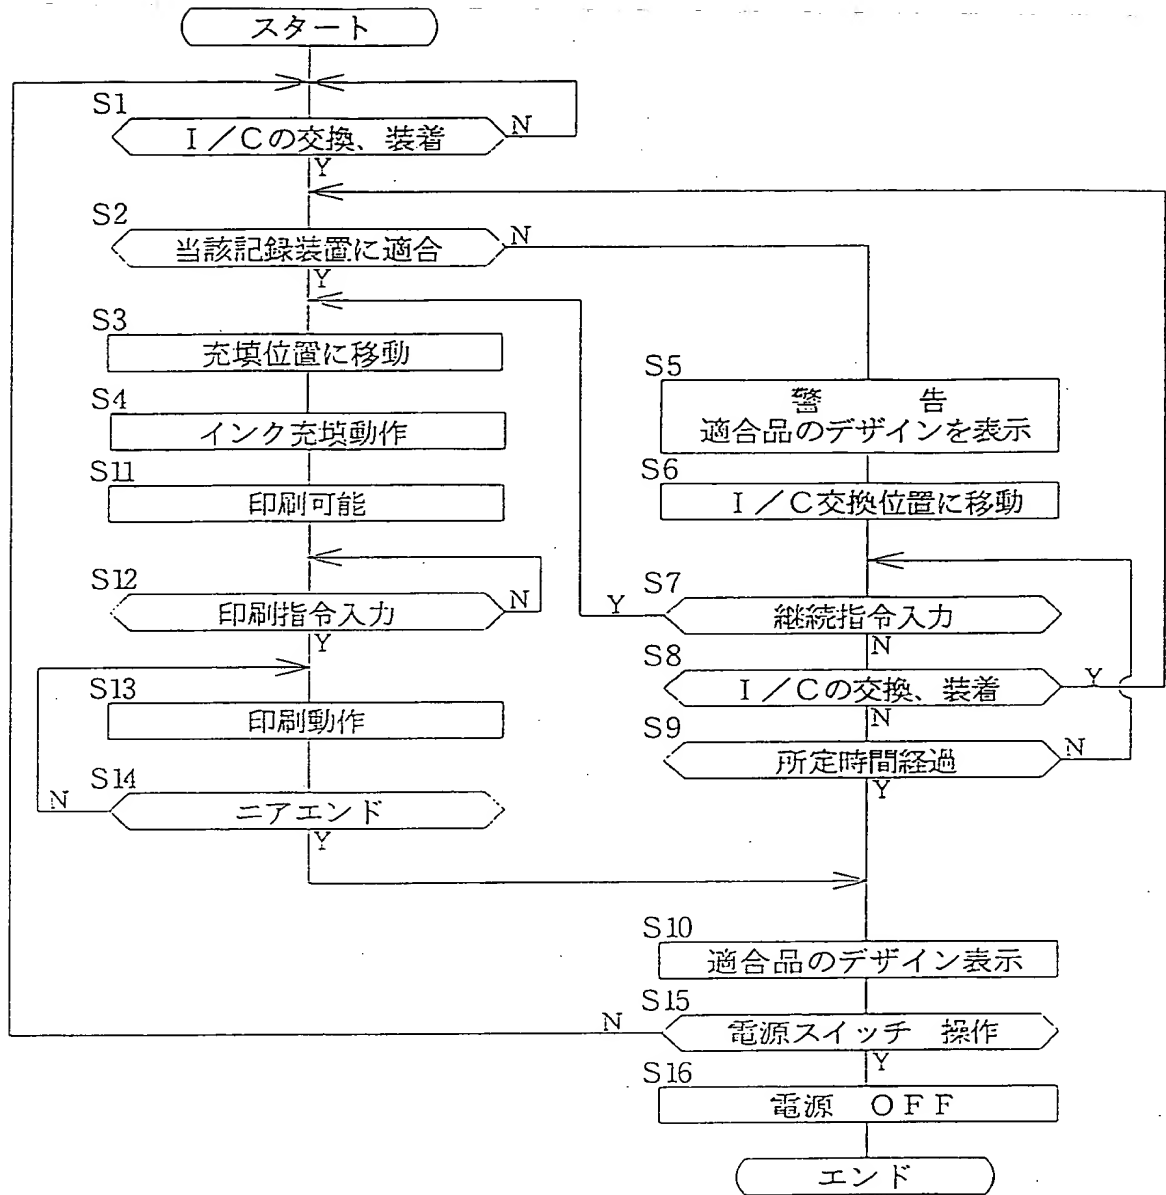 スタート
S1
I/Cの交換、装着
N
Y
S2
当該記録装置に適合
N
Y
S3
充填位置に移動
S4
インク充填動作
S11
印刷可能
S12
印刷指令入力
N
Y
S13
印刷動作
S14
ニアエンド
N
Y
S5
警 告
適合品のデザインを表示
S6
I/C交換位置に移動
S7
継続指令入力
Y
N
S8
I/Cの交換、装着
Y
N
S9
所定時間経過
N
Y
S10
適合品のデザイン表示
S15
電源スイッチ 操作
N
Y
S16
電源 OFF
エンド